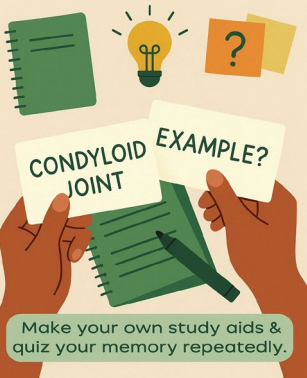 ?
CONDYLOID
JOINT
EXAMPLE?
Make your own study aids &
quiz your memory repeatedly.